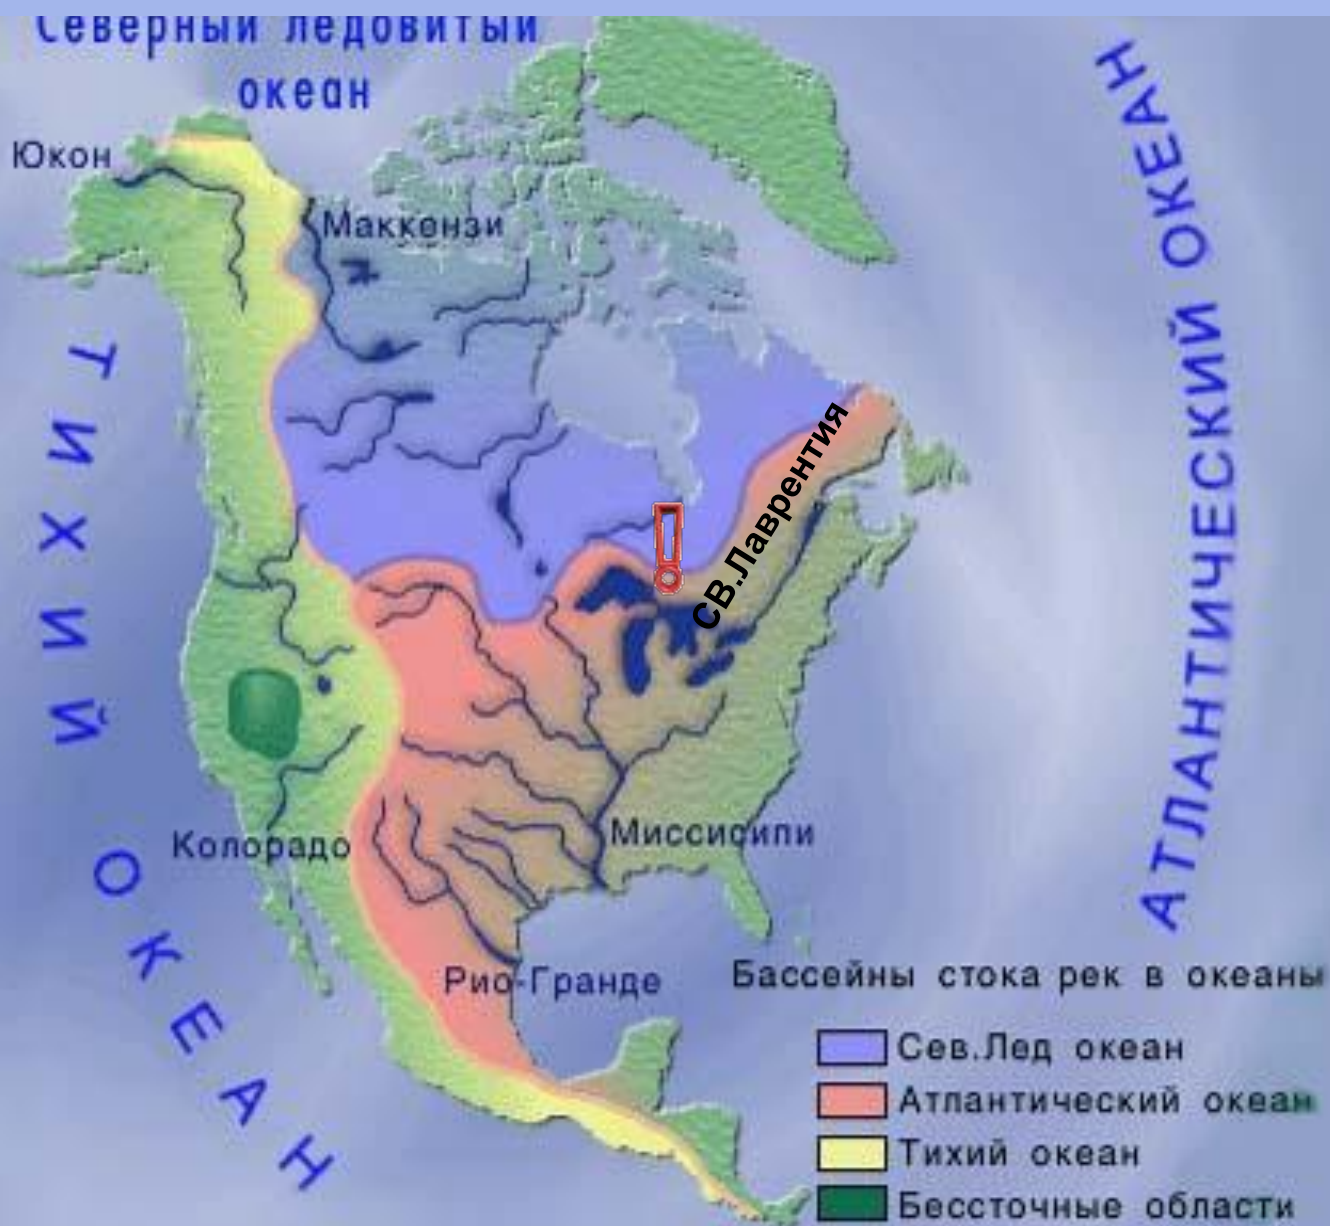 Северный ледовитый
океан
АТЛАНТИЧЕСКИЙ ОКЕАН
Юкон
Маккензи
ТИХИЙ ОКЕАН
СВ.Лаврентия
Колорадо
Миссисипи
Рио-Гранде
Бассейны стока рек в океаны
Сев.Лед океан
Атлантический океан
Тихий океан
Бессточные области